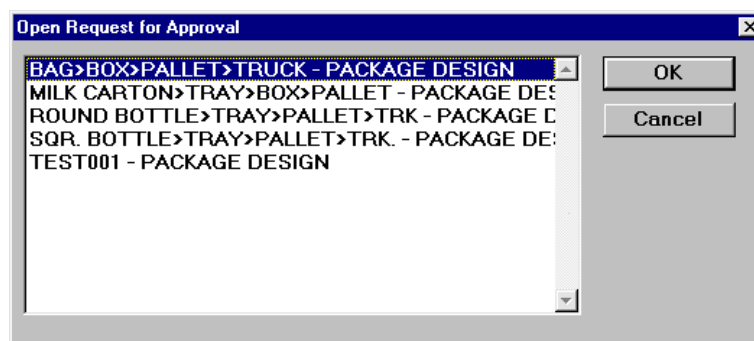 Open Request for Approval
BAG>BOX>PALLET>TRUCK - PACKAGE DESIGN
MILK CARTON>TRAY>BOX>PALLET - PACKAGE DES
ROUND BOTTLE>TRAY>PALLET>TRK - PACKAGE D
SQR. BOTTLE>TRAY>PALLET>TRK. - PACKAGE DE
TEST001 - PACKAGE DESIGN
OK
Cancel